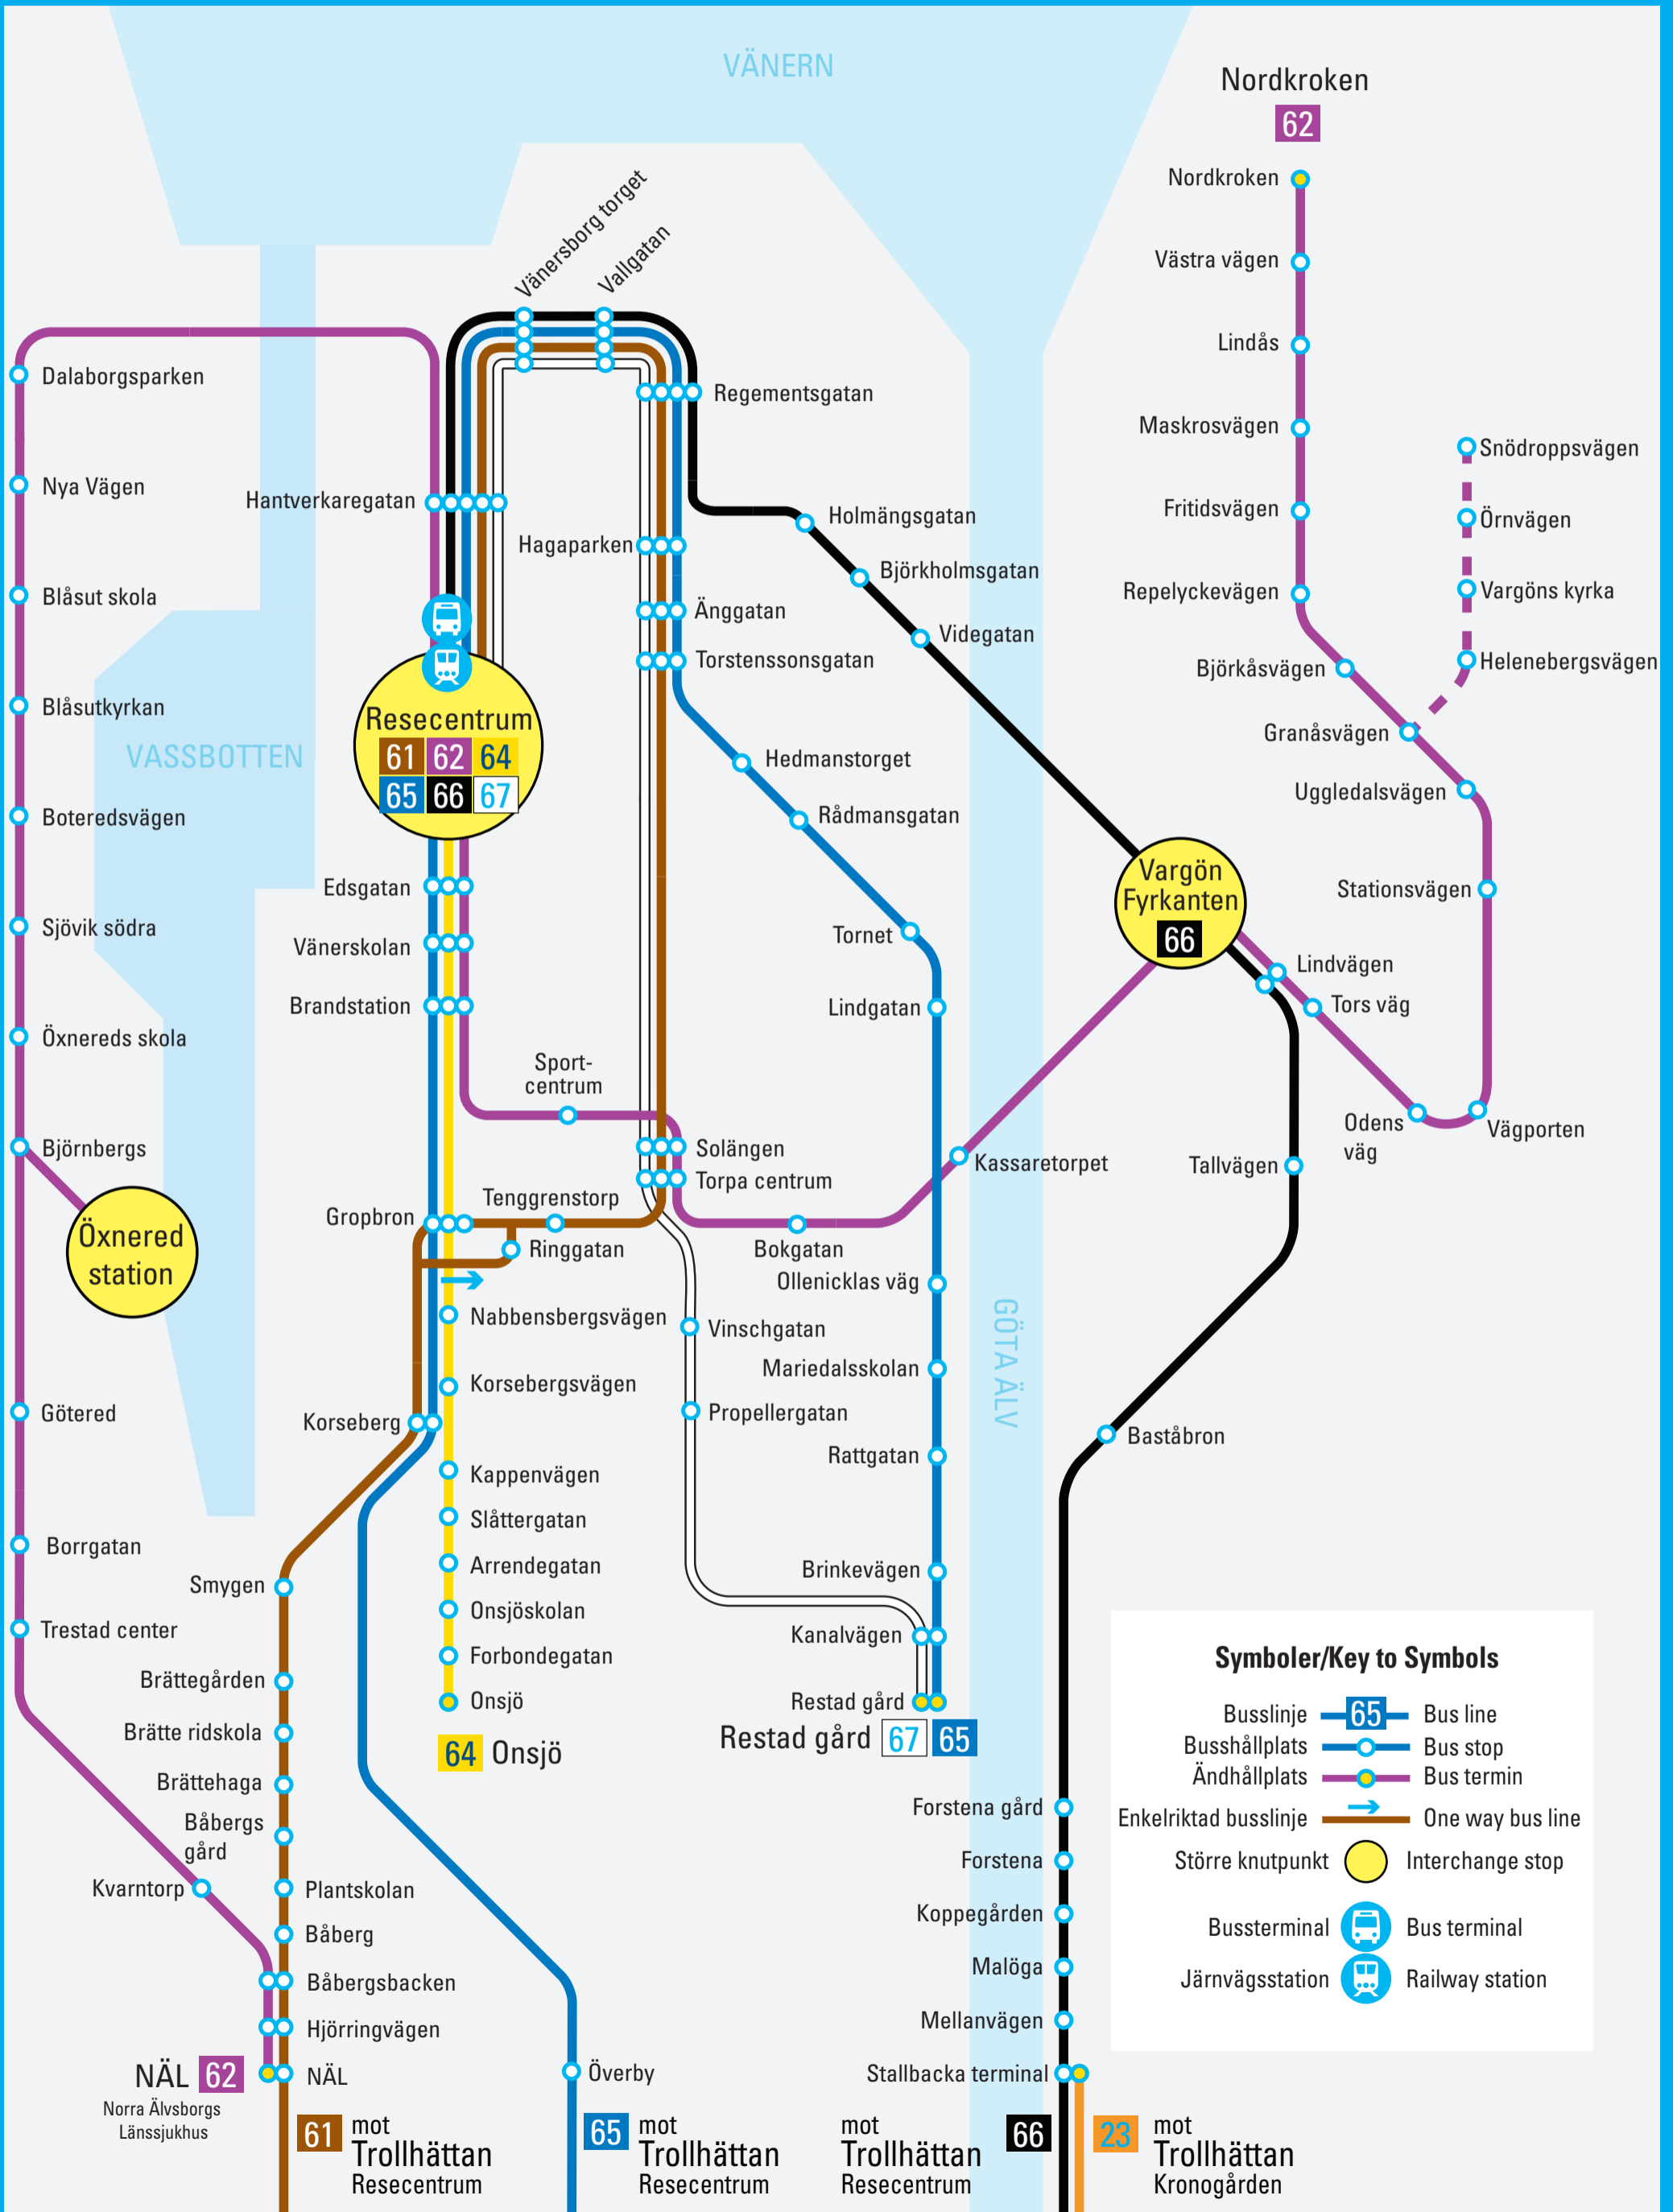 VÄNERN
Nordkroken
62
Nordkroken
Västra vägen
Lindås
Maskrosvägen
Fritidsvägen
Repelyckevägen
Björkåsvägen
Granåsvägen
Uggledalsvägen
Stationsvägen
Snödroppsvägen
Örnvägen
Vargöns kyrka
Helenebergsvägen
Vänersborg torget
Vallgatan
Regementsgatan
Dalaborgsparken
Nya Vägen
Blåsut skola
Blåsutkyrkan
Boteredsvägen
Sjövik södra
Öxnereds skola
Björnbergs
Öxnered
station
Götered
Borrgatan
Trestad center
Kvarntorp
VASSBOTTEN
Hantverkaregatan
Hagaparken
Änggatan
Torstenssonsgatan
Holmängsgatan
Björkholmsgatan
Videgatan
Resecentrum
61 62 64
65 66 67
Hedmanstorget
Rådmansgatan
Tornet
Lindgatan
Vargön
Fyrkanten
66
Lindvägen
Tors väg
Odens
väg
Vägporten
Tallvägen
Baståbron
Edsgatan
Vänerskolan
Brandstation
Sport-
centrum
Solängen
Torpa centrum
Kassaretorpet
Bokgatan
Tenggrenstorp
Gropbron
Ringgatan
Nabbensbergsvägen
Korsebergsvägen
Korseberg
Kappenvägen
Slåttergatan
Arrendegatan
Onsjöskolan
Forbondegatan
Onsjö
64 Onsjö
Vinschgatan
Propellergatan
Ollenicklas väg
Mariedalsskolan
Rattgatan
Brinkevägen
Kanalvägen
Restad gård
Restad gård 67 65
GÖTA ÄLV
Smygen
Brättegården
Brätte ridskola
Brättehaga
Båbergs
gård
Plantskolan
Båberg
Båbergsbacken
Hjörringvägen
NÄL 62
NÄL
Norra Älvsborgs
Länssjukhus
Överby
Forstena gård
Forstena
Koppegården
Malöga
Mellanvägen
Stallbacka terminal
61 mot
Trollhättan
Resecentrum
65 mot
Trollhättan
Resecentrum
mot 66
Trollhättan
Resecentrum
23 mot
Trollhättan
Kronogården
Symboler/Key to Symbols
Busslinje 65 Bus line
Busshållplats Bus stop
Ändhållplats Bus termin
Enkelriktad busslinje One way bus line
Större knutpunkt Interchange stop
Bussterminal Bus terminal
Järnvägsstation Railway station